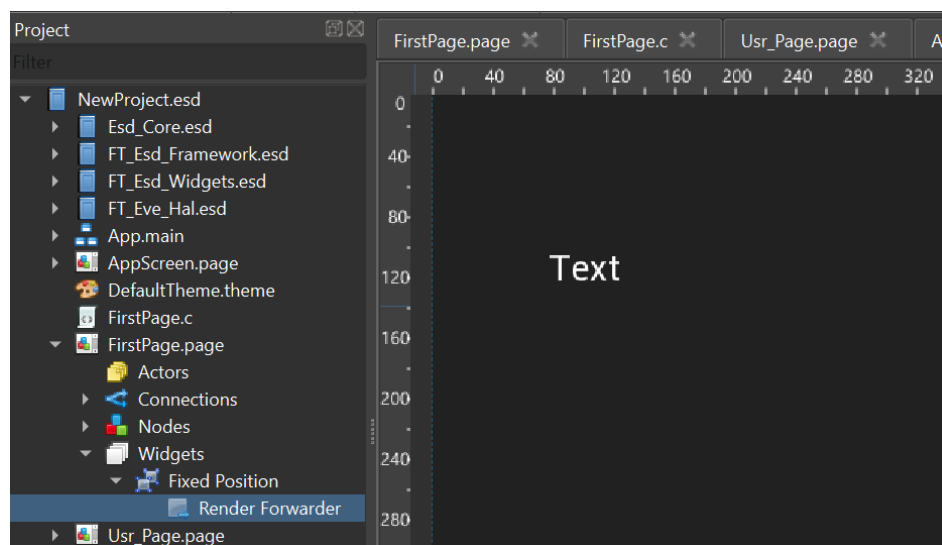 Project
Filter
NewProject.esd
Esd_Core.esd
FT_Esd_Framework.esd
FT_Esd_Widgets.esd
FT_Eve_Hal.esd
App.main
AppScreen.page
DefaultTheme.theme
FirstPage.c
FirstPage.page
Actors
Connections
Nodes
Widgets
Fixed Position
Render Forwarder
Usr_Page.page
FirstPage.page FirstPage.c Usr_Page.page A
0 40 80 120 160 200 240 280 320
0
40
80
120
160
200
240
280
Text